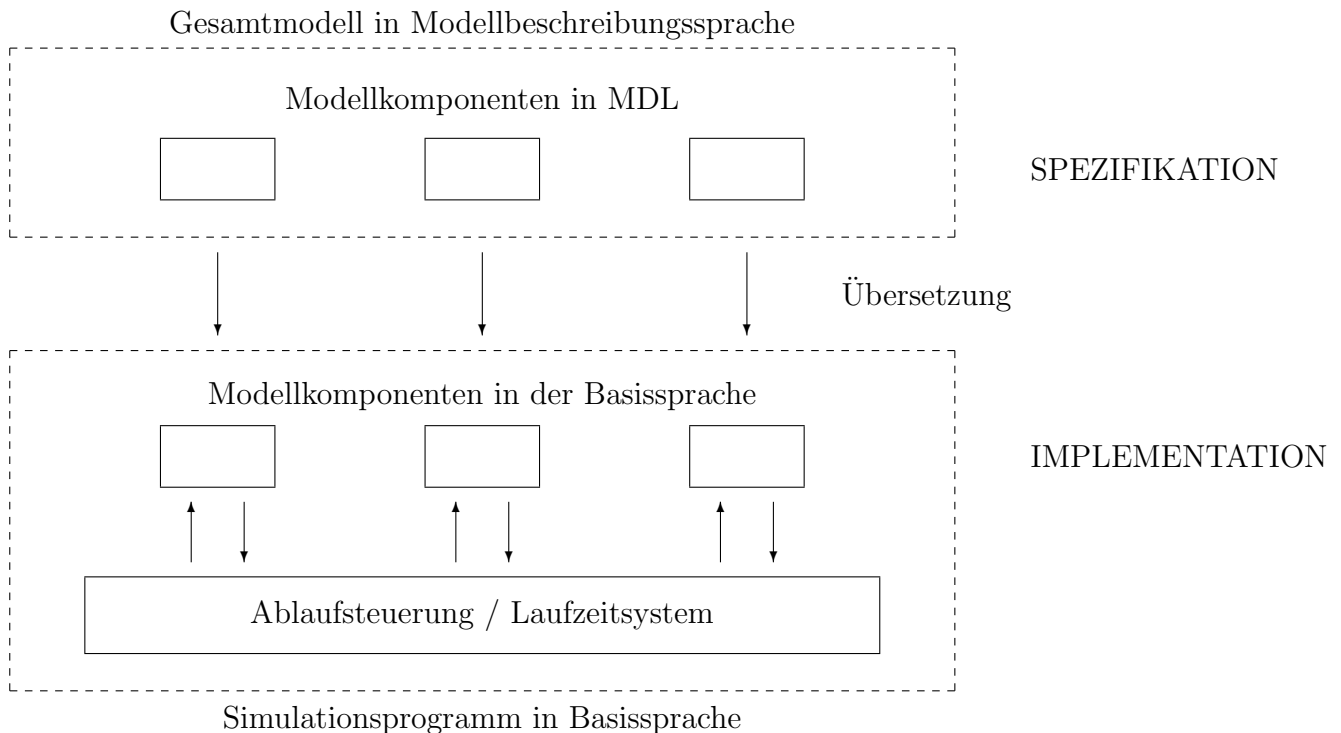 Gesamtmodell in Modellbeschreibungssprache
Modellkomponenten in MDL
SPEZIFIKATION
Übersetzung
Modellkomponenten in der Basissprache
IMPLEMENTATION
Ablaufsteuerung / Laufzeitsystem
Simulationsprogramm in Basissprache